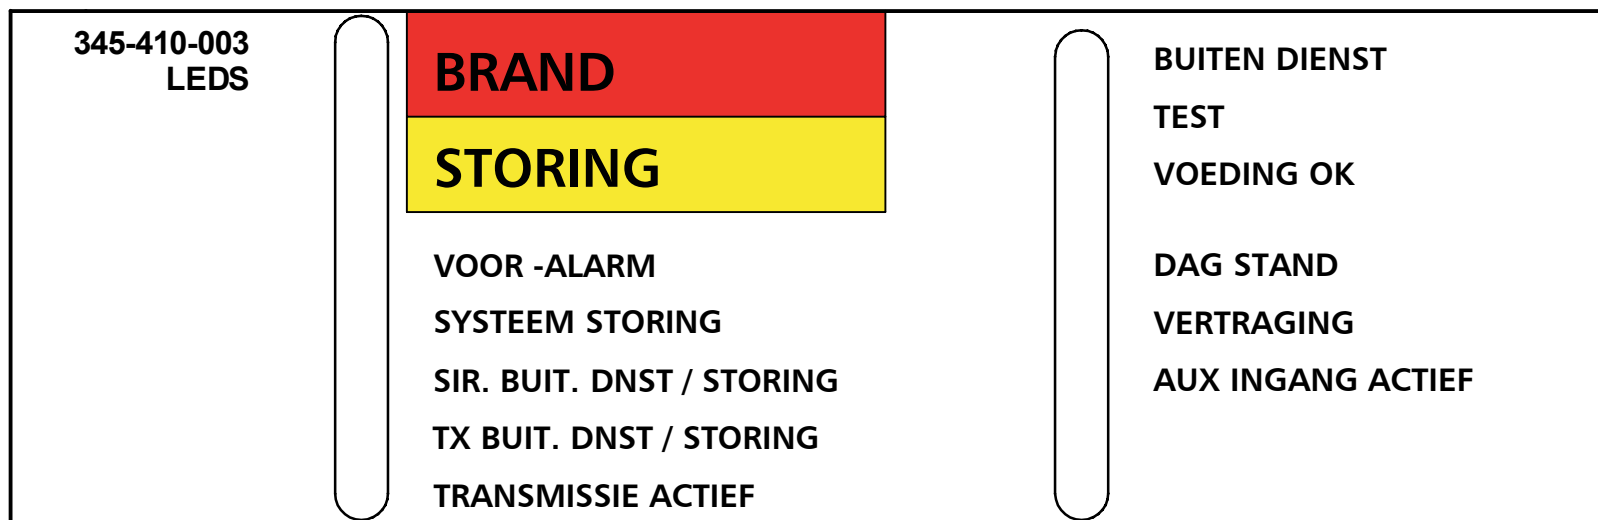 345-410-003
LEDS
BRAND
STORING
VOOR -ALARM
SYSTEEM STORING
SIR. BUIT. DNST / STORING
TX BUIT. DNST / STORING
TRANSMISSIE ACTIEF
BUITEN DIENST
TEST
VOEDING OK
DAG STAND
VERTRAGING
AUX INGANG ACTIEF